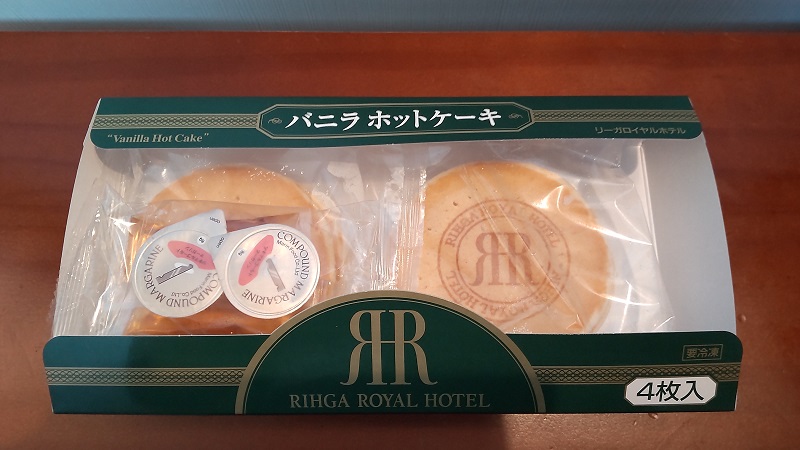 バニラ ホットケーキ
"Vanilla Hot Cake"
リーガロイヤルホテル
COMPOUND MARGARINE
COMPOUND MARGARINE
RIHGA ROYAL HOTEL
RIHGA ROYAL HOTEL
要冷凍
4枚入